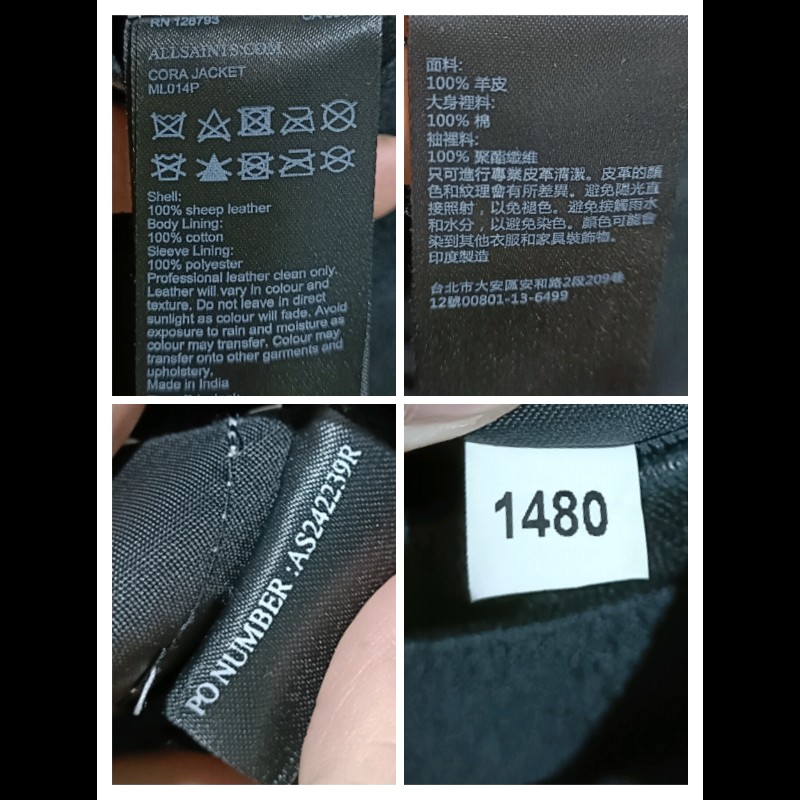 RN 128793
ALLSAINTS.COM
CORA JACKET
ML014P
Shell:
100% sheep leather
Body Lining:
100% cotton
Sleeve Lining:
100% polyester
Professional leather clean only.
Leather will vary in colour and
texture. Do not leave in direct
sunlight as colour will fade. Avoid
exposure to rain and moisture as
colour may transfer. Colour may
transfer onto other garments and
upholstery.
Made in India
面料:
100% 羊皮
大身裡料:
100% 棉
袖裡料:
100% 聚酯纖維
只可進行專業皮革清潔。皮革的顏
色和紋理會有所差異。避免陽光直
接照射，以免褪色。避免接觸雨水
和水分，以避免染色。顏色可能會
染到其他衣服和家具裝飾物。
印度製造
台北市大安區安和路2段209巷
12號00801-13-6499
PO NUMBER :AS242239R
1480